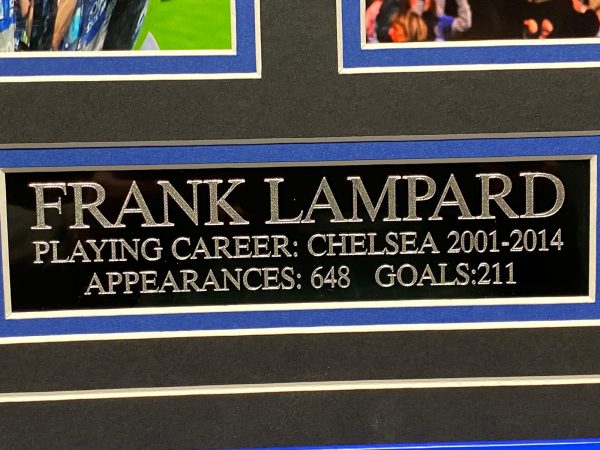 FRANK LAMPARD
PLAYING CAREER: CHELSEA 2001-2014
APPEARANCES: 648 GOALS:211